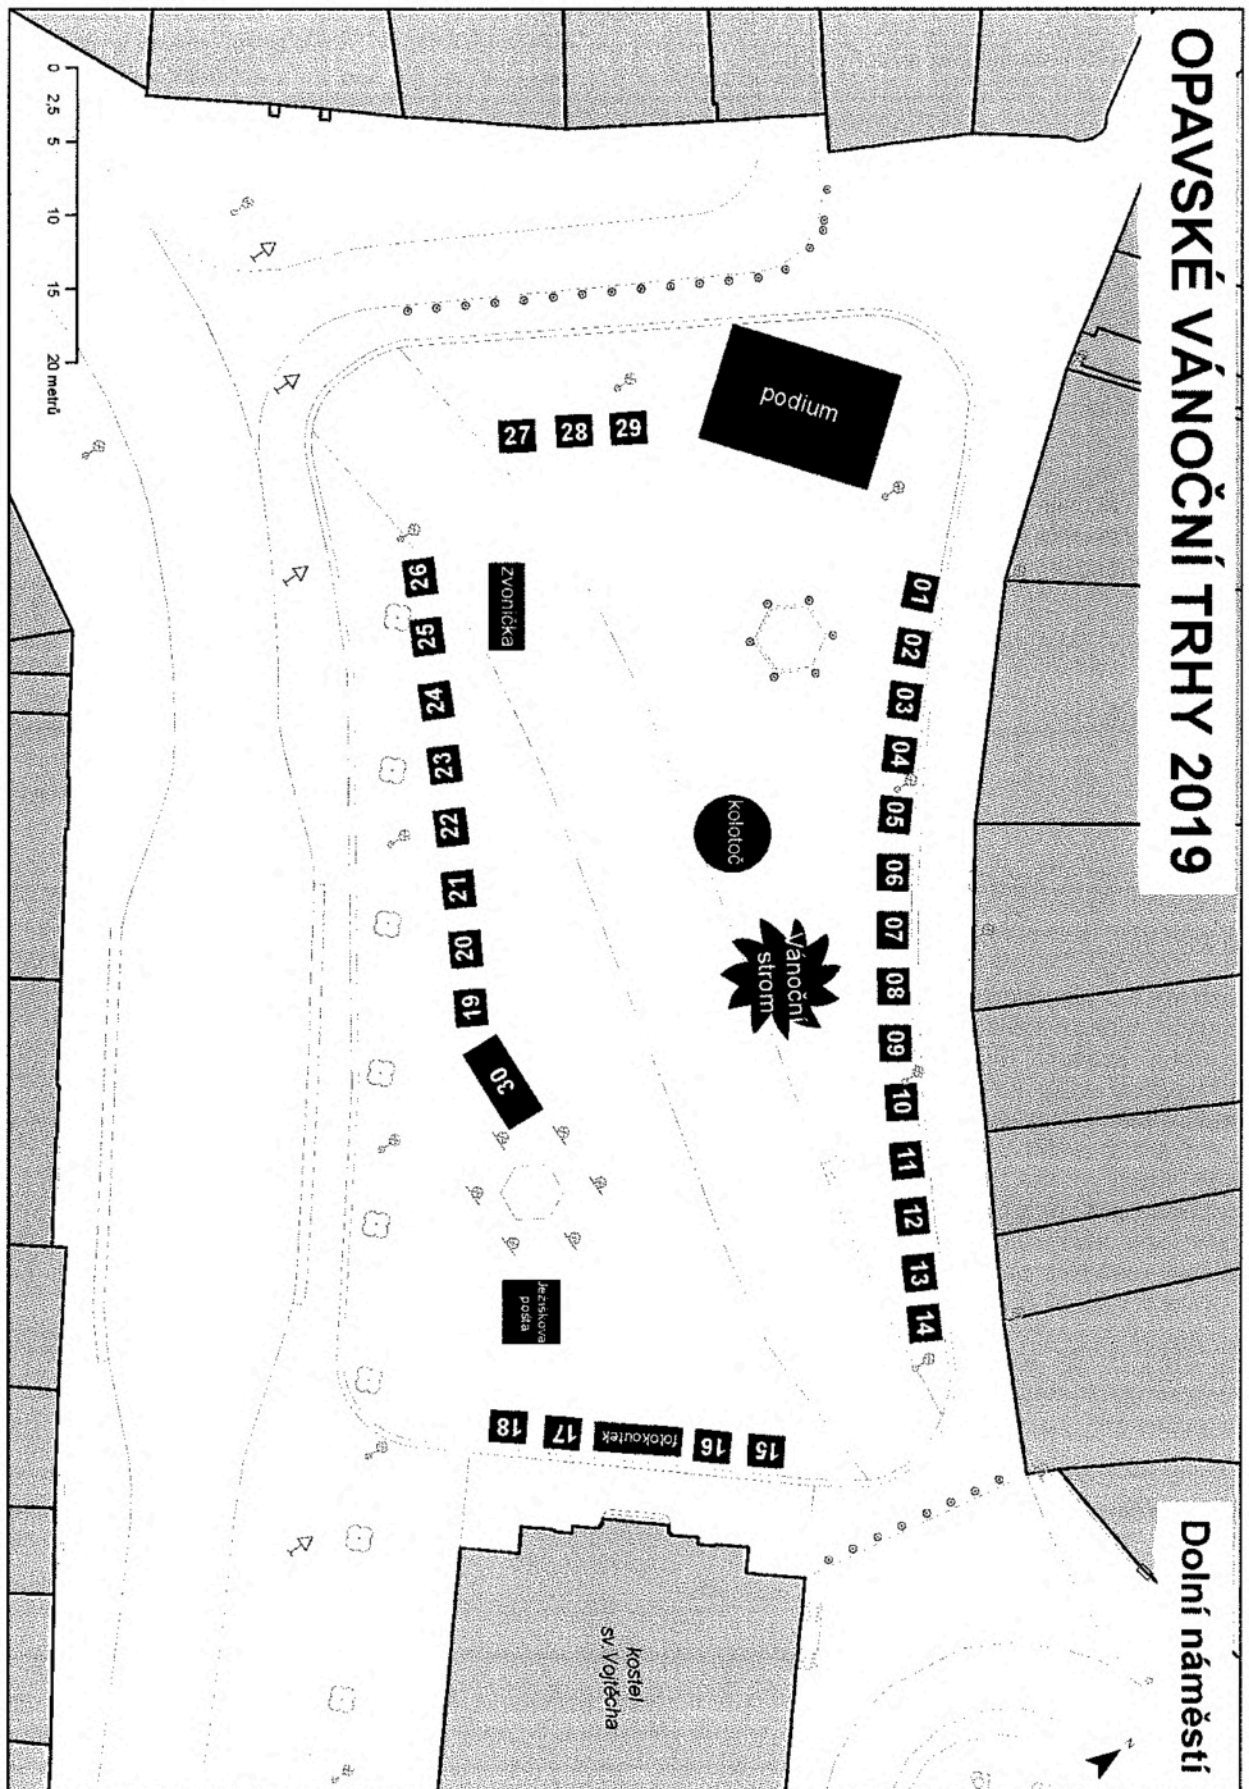 OPAVSKÉ VÁNOČNÍ TRHY 2019
Dolní náměstí
podium
01
02
03
04
05
06
07
08
09
10
11
12
13
14
15
16
fotokoutek
17
18
Ježíškova
pošta
30
19
20
21
22
23
24
25
26
27
28
29
zvonička
kolotoč
Vánoční
strom
kostel
sv.Vojtěcha
0
2,5
5
10
15
20 metrů
N